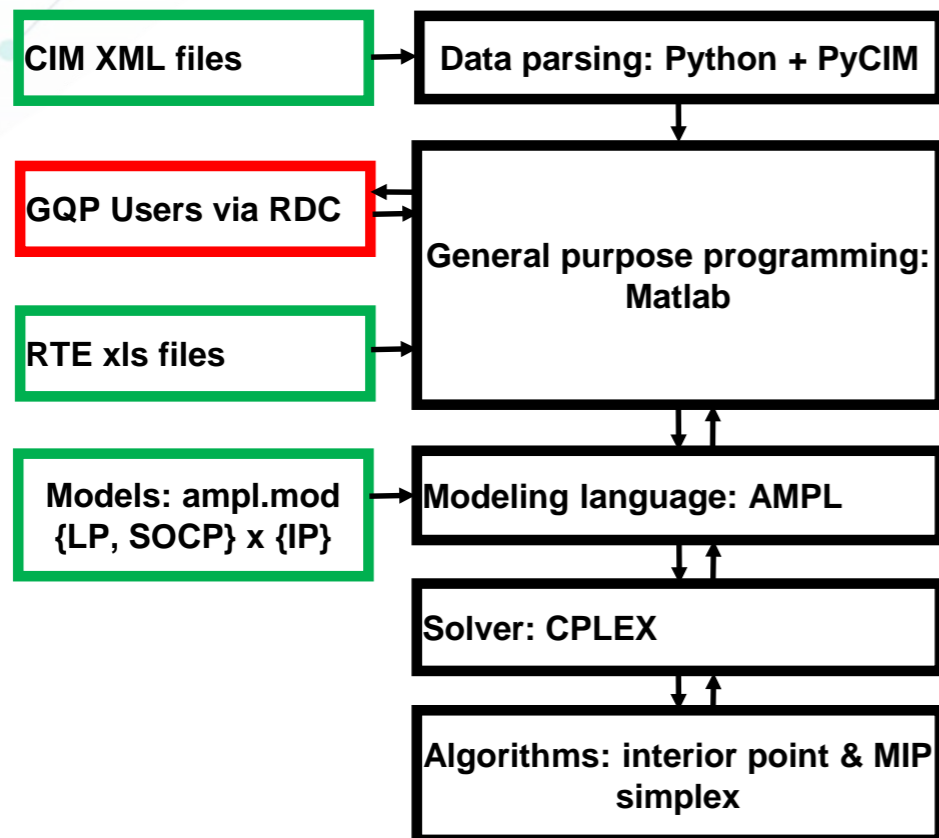 CIM XML files
Data parsing: Python + PyCIM
GQP Users via RDC
General purpose programming:
Matlab
RTE xls files
Models: ampl.mod
{LP, SOCP} x {IP}
Modeling language: AMPL
Solver: CPLEX
Algorithms: interior point & MIP
simplex